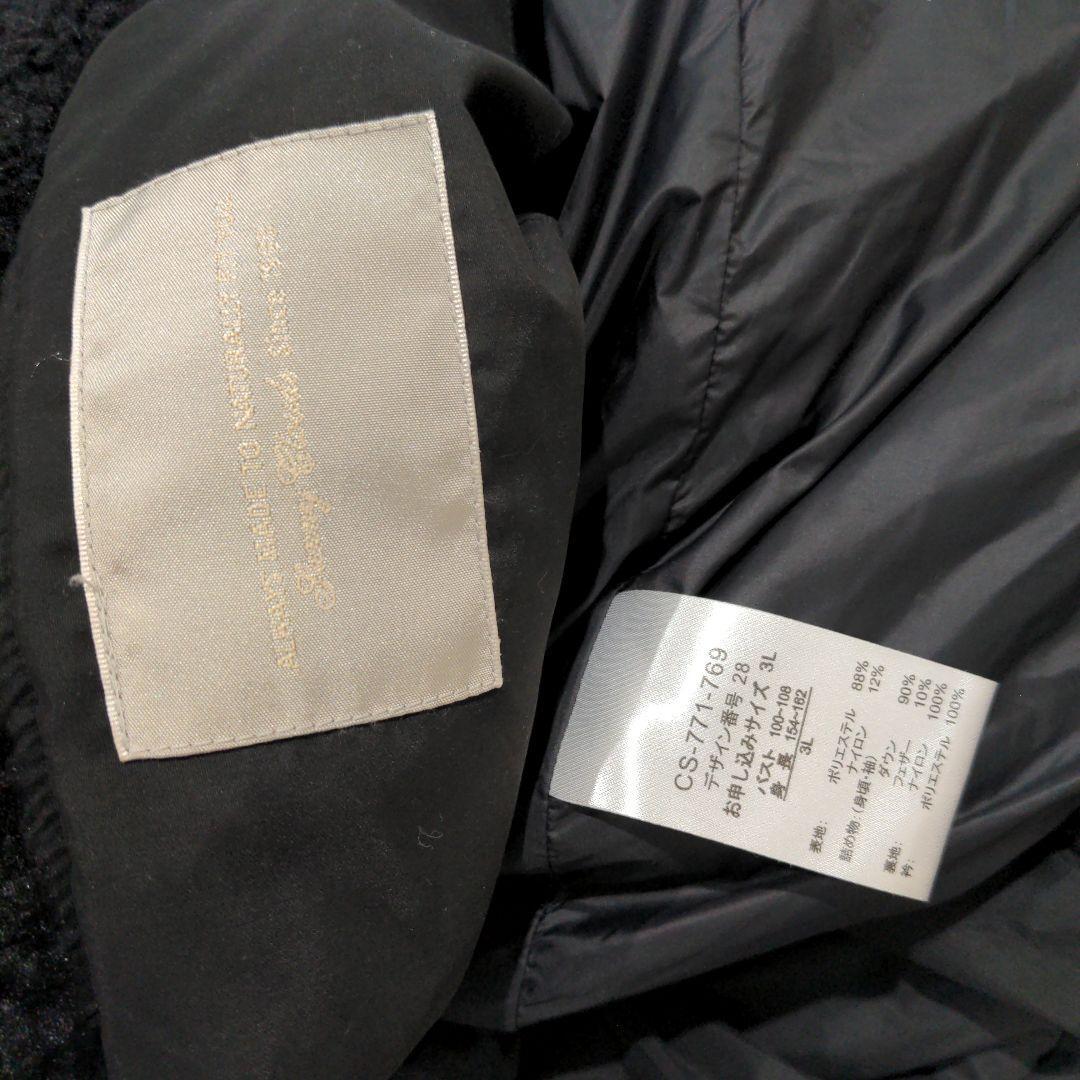 ALWAYS MADE TO NATURALLY FIT YOU
Since 195
CS-771-769
デザイン番号 28
お申し込みサイズ 3L
バスト 100~108
身 長 154~162
3L
表地: ポリエステル 88%
ナイロン 12%
詰め物:(身頃・袖)
ダウン 90%
フェザー 10%
裏地: ナイロン 100%
衿: ポリエステル 100%